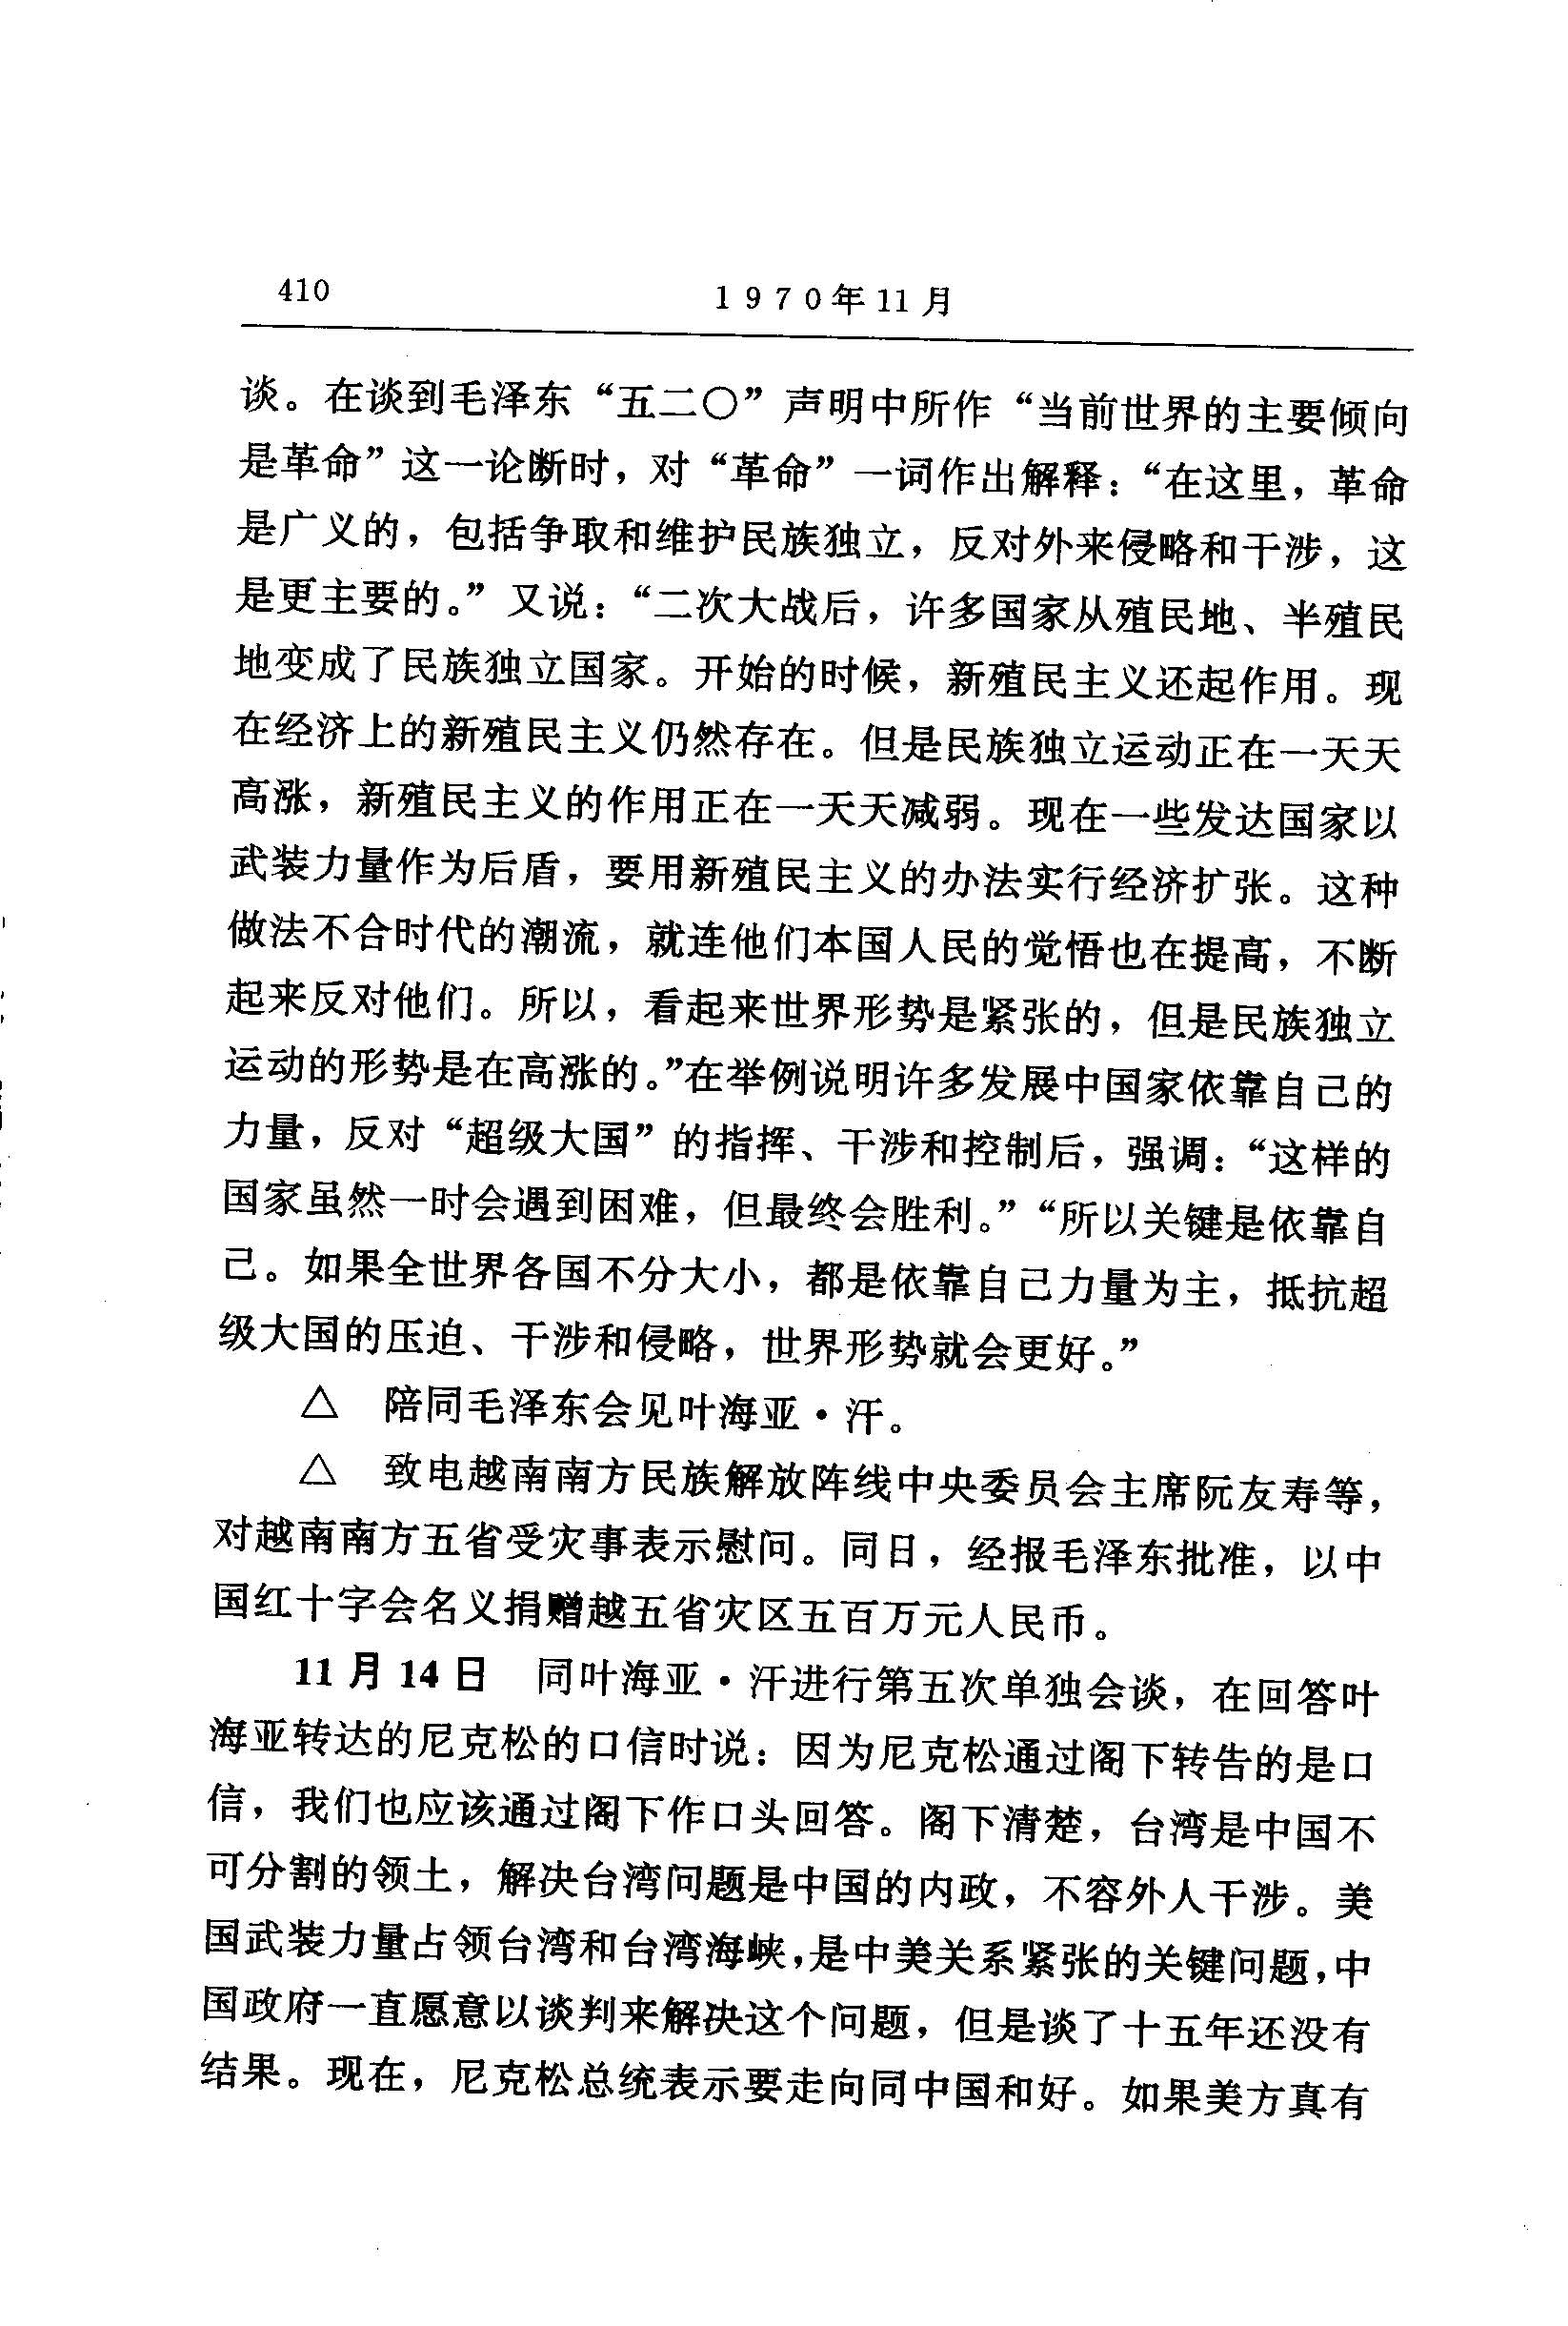 410
1970年11月
谈。在谈到毛泽东“五二〇”声明中所作“当前世界的主要倾向
是革命”这一论断时，对“革命”一词作出解释：“在这里，革命
是广义的，包括争取和维护民族独立，反对外来侵略和干涉，这
是更主要的。”又说：“二次大战后，许多国家从殖民地、半殖民
地变成了民族独立国家。开始的时候，新殖民主义还起作用。现
在经济上的新殖民主义仍然存在。但是民族独立运动正在一天天
高涨，新殖民主义的作用正在一天天减弱。现在一些发达国家以
武装力量作为后盾，要用新殖民主义的办法实行经济扩张。这种
做法不合时代的潮流，就连他们本国人民的觉悟也在提高，不断
起来反对他们。所以，看起来世界形势是紧张的，但是民族独立
运动的形势是在高涨的。”在举例说明许多发展中国家依靠自己的
力量，反对“超级大国”的指挥、干涉和控制后，强调：“这样的
国家虽然一时会遇到困难，但最终会胜利。”“所以关键是依靠自
己。如果全世界各国不分大小，都是依靠自己力量为主，抵抗超
级大国的压迫、干涉和侵略，世界形势就会更好。”
△　陪同毛泽东会见叶海亚·汗。
△　致电越南南方民族解放阵线中央委员会主席阮友寿等，
对越南南方五省受灾事表示慰问。同日，经报毛泽东批准，以中
国红十字会名义捐赠越五省灾区五百万元人民币。
11月14日　同叶海亚·汗进行第五次单独会谈，在回答叶
海亚转达的尼克松的口信时说：因为尼克松通过阁下转告的是口
信，我们也应该通过阁下作口头回答。阁下清楚，台湾是中国不
可分割的领土，解决台湾问题是中国的内政，不容外人干涉。美
国武装力量占领台湾和台湾海峡，是中美关系紧张的关键问题，中
国政府一直愿意以谈判来解决这个问题，但是谈了十五年还没有
结果。现在，尼克松总统表示要走向同中国和好。如果美方真有